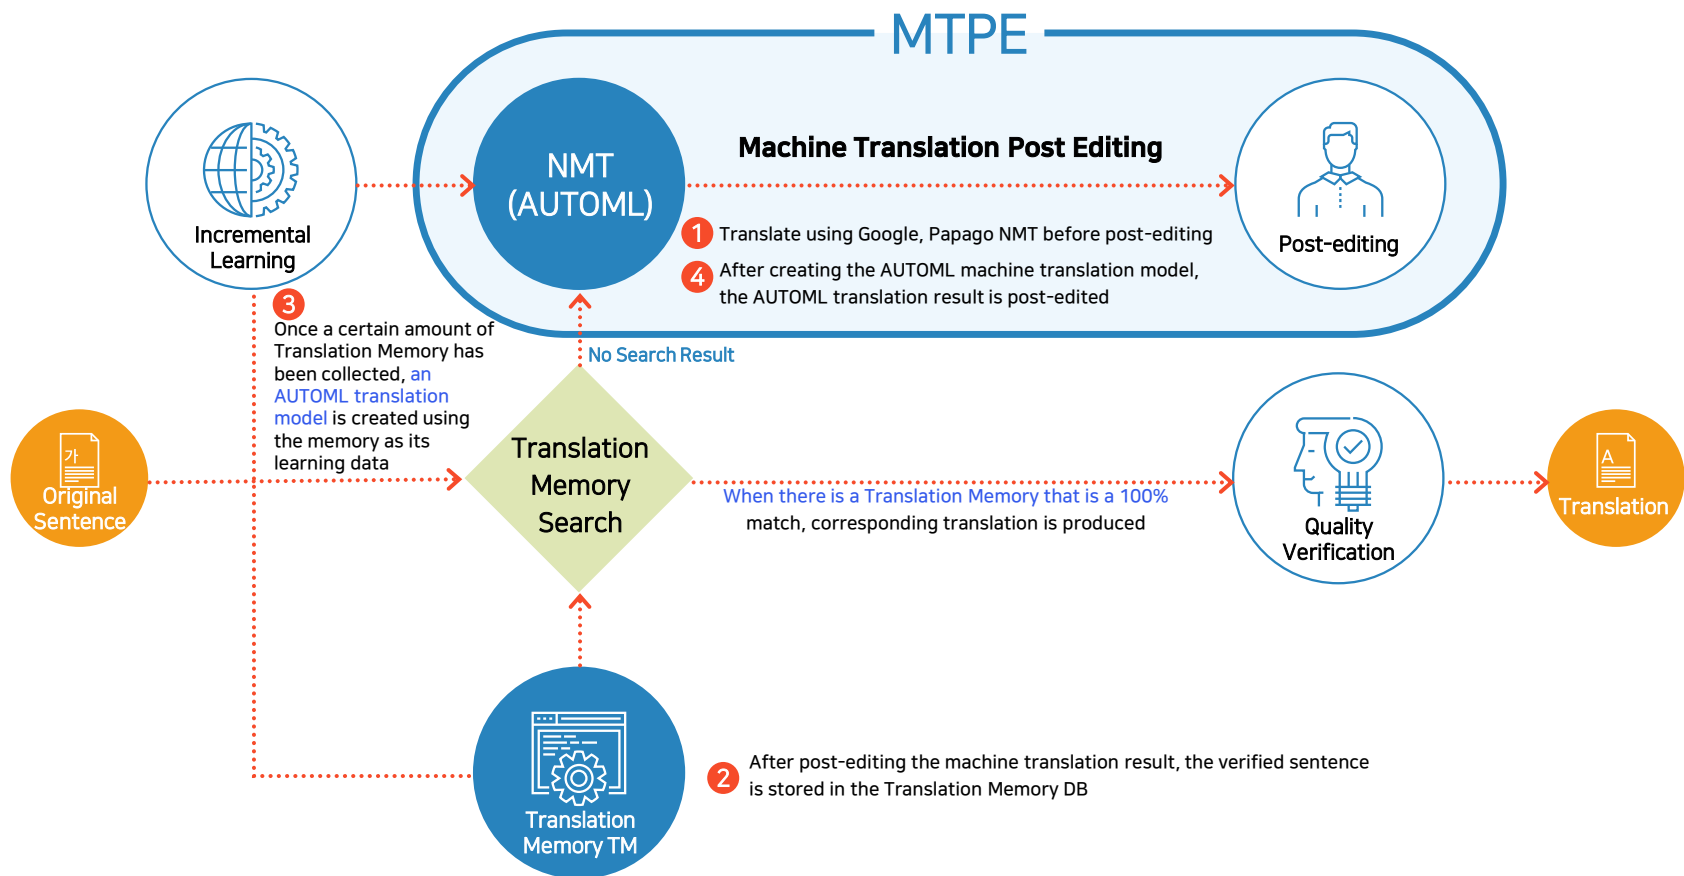 MTPE
Incremental
Learning
NMT
(AUTOML)
Machine Translation Post Editing
1 Translate using Google, Papago NMT before post-editing
4 After creating the AUTOML machine translation model,
the AUTOML translation result is post-edited
Post-editing
3
Once a certain amount of
Translation Memory has
been collected, an
AUTOML translation
model is created using
the memory as its
learning data
No Search Result
가
Original
Sentence
Translation
Memory
Search
When there is a Translation Memory that is a 100%
match, corresponding translation is produced
Quality
Verification
A
Translation
Translation
Memory TM
2 After post-editing the machine translation result, the verified sentence
is stored in the Translation Memory DB